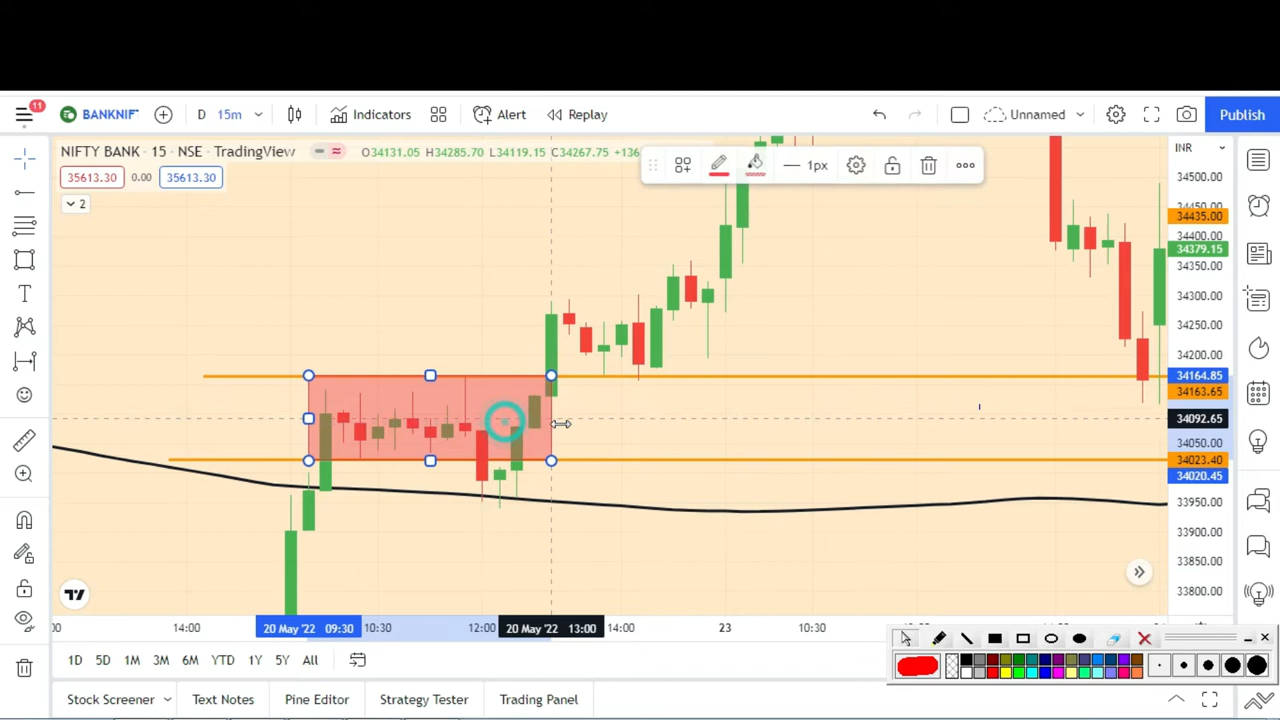 11
BANKNIF
D 15m
Indicators
Alert
Replay
Unnamed
Publish
NIFTY BANK · 15 · NSE · TradingView
O34131.05 H34285.70 L34119.15 C34267.75 +136
1px
INR
35613.30 0.00 35613.30
2
34500.00
34435.00
34400.00
34379.15
34350.00
34300.00
34250.00
34200.00
34164.85
34163.65
34092.65
34050.00
34023.40
34020.45
33950.00
33900.00
33850.00
33800.00
14:00
20 May '22 09:30
10:30
12:00
20 May '22 13:00
14:00
23
10:30
1D 5D 1M 3M 6M YTD 1Y 5Y All
Stock Screener
Text Notes
Pine Editor
Strategy Tester
Trading Panel